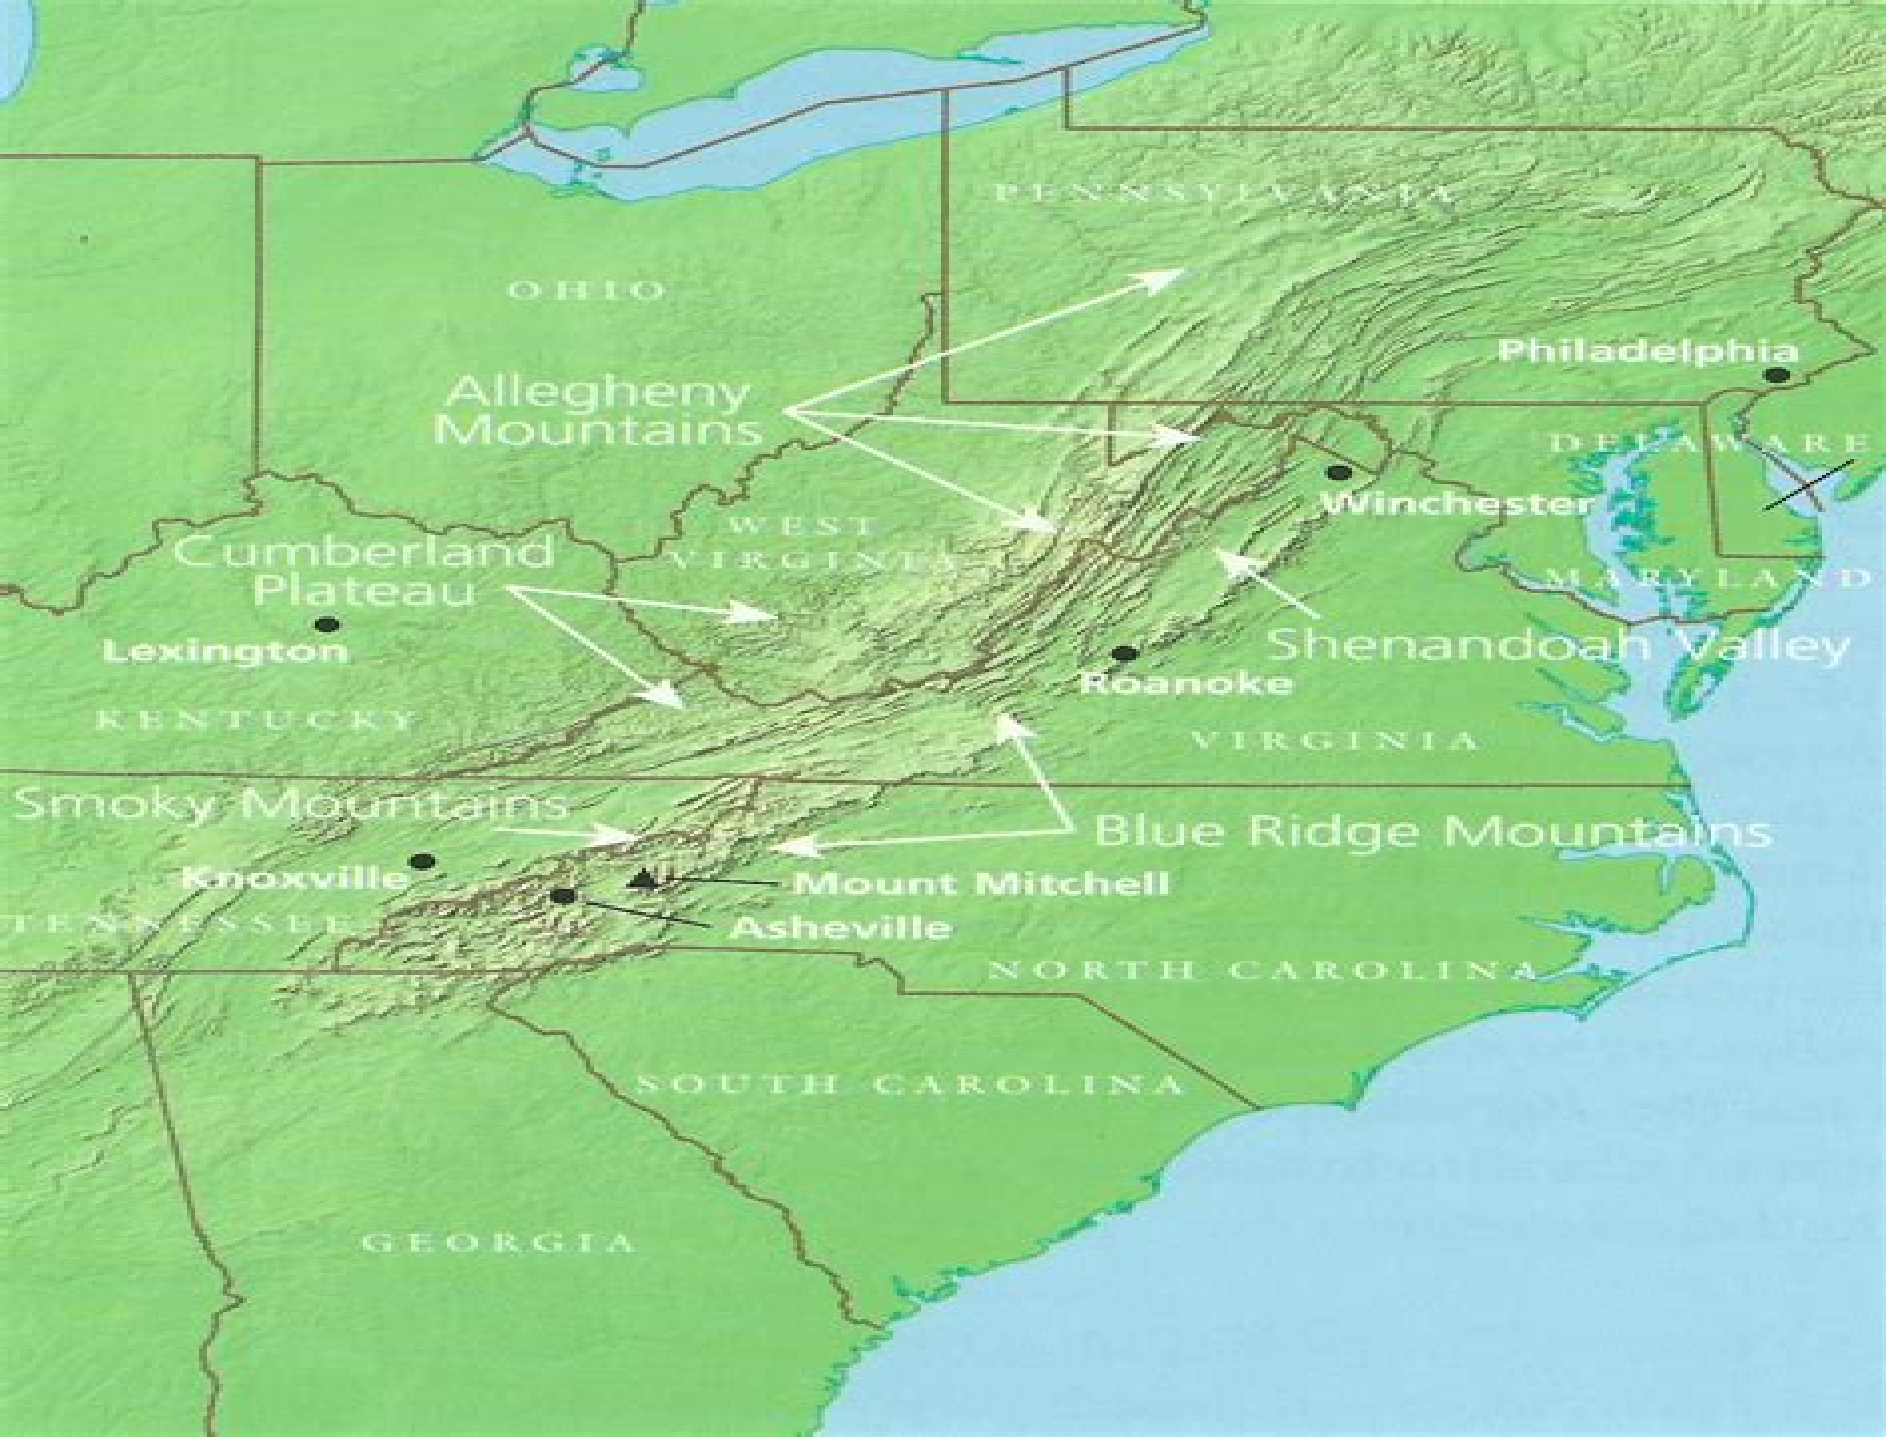 PENNSYLVANIA
OHIO
Philadelphia
Allegheny
Mountains
DELAWARE
Winchester
WEST
VIRGINIA
Cumberland
Plateau
MARYLAND
Lexington
Shenandoah Valley
Roanoke
KENTUCKY
VIRGINIA
Smoky Mountains
Blue Ridge Mountains
Knoxville
Mount Mitchell
TENNESSEE
Asheville
NORTH CAROLINA
SOUTH CAROLINA
GEORGIA